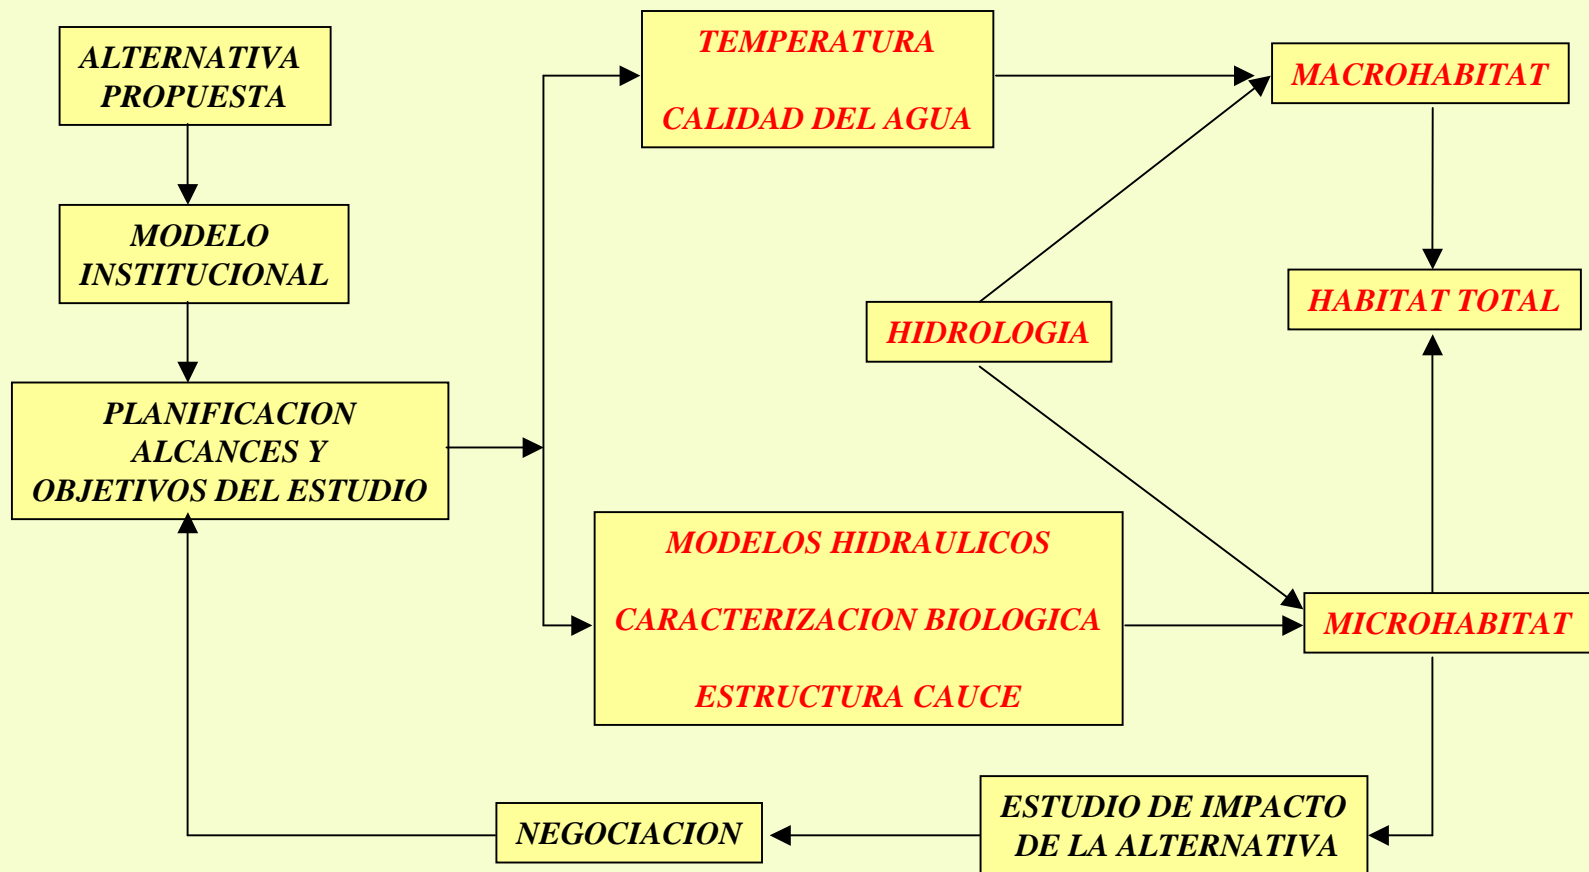 ALTERNATIVA
PROPUESTA
MODELO
INSTITUCIONAL
PLANIFICACION
ALCANCES Y
OBJETIVOS DEL ESTUDIO
TEMPERATURA
CALIDAD DEL AGUA
MACROHABITAT
HIDROLOGIA
HABITAT TOTAL
MODELOS HIDRAULICOS
CARACTERIZACION BIOLOGICA
ESTRUCTURA CAUCE
MICROHABITAT
ESTUDIO DE IMPACTO
DE LA ALTERNATIVA
NEGOCIACION